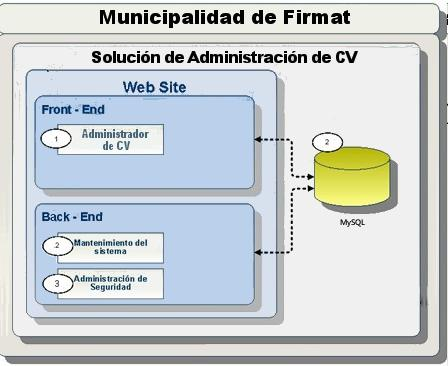 Municipalidad de Firmat
Solución de Administración de CV
Web Site
Front - End
1
Administrador
de CV
2
MySQL
Back - End
2
Mantenimiento del
sistema
3
Administración de
Seguridad